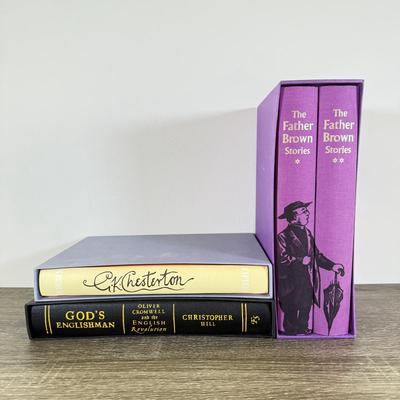 The
Father
Brown
Stories
*
The
Father
Brown
Stories
**
GKChesterton
GOD'S
ENGLISHMAN
OLIVER
CROMWELL
and the
ENGLISH
Revolution
CHRISTOPHER
HILL